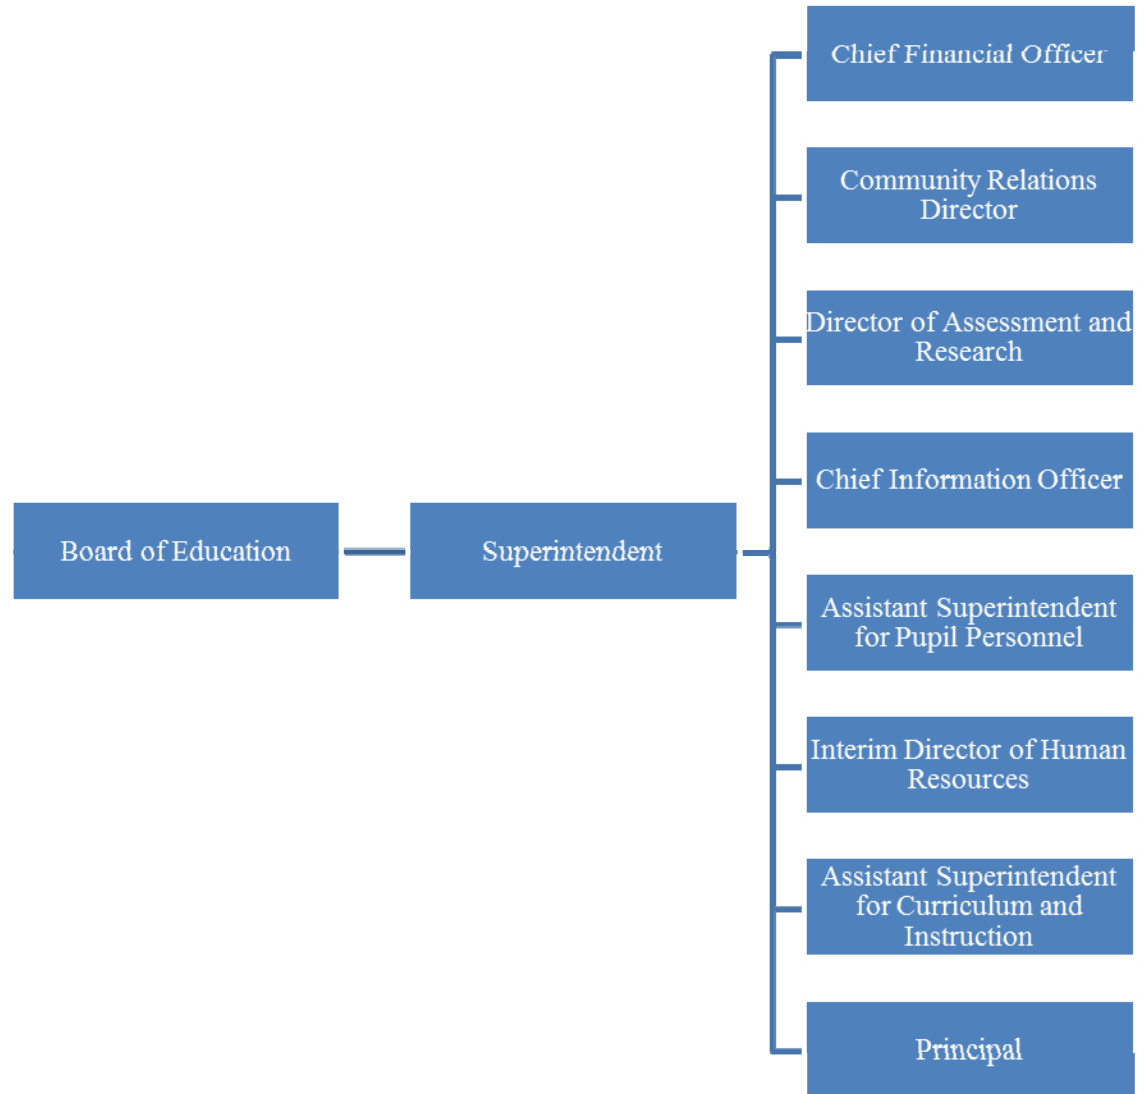 Chief Financial Officer
Community Relations
Director
Director of Assessment and
Research
Chief Information Officer
Board of Education
Superintendent
Assistant Superintendent
for Pupil Personnel
Interim Director of Human
Resources
Assistant Superintendent
for Curriculum and
Instruction
Principal